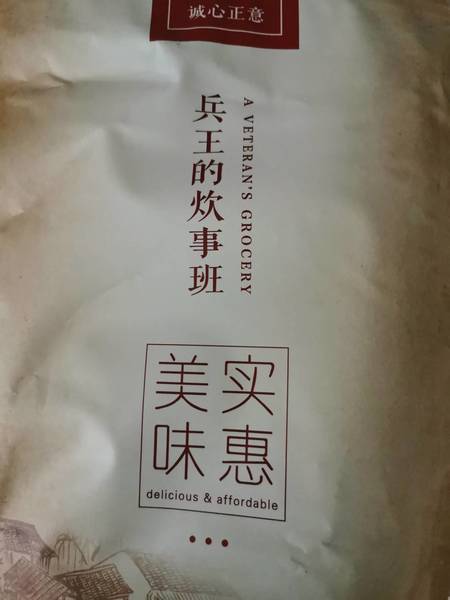 诚心正意
兵王的炊事班
A VETERAN'S GROCERY
实惠
美味
delicious & affordable